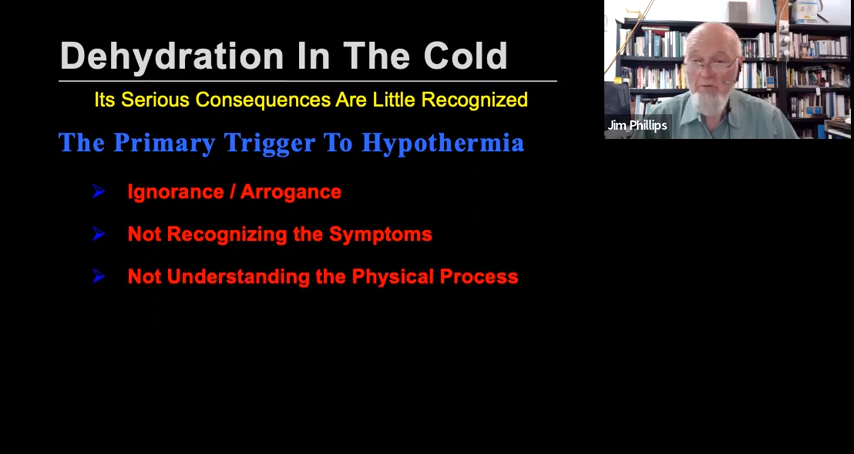 Dehydration In The Cold
Its Serious Consequences Are Little Recognized
The Primary Trigger To Hypothermia
Ignorance / Arrogance
Not Recognizing the Symptoms
Not Understanding the Physical Process
Jim Phillips